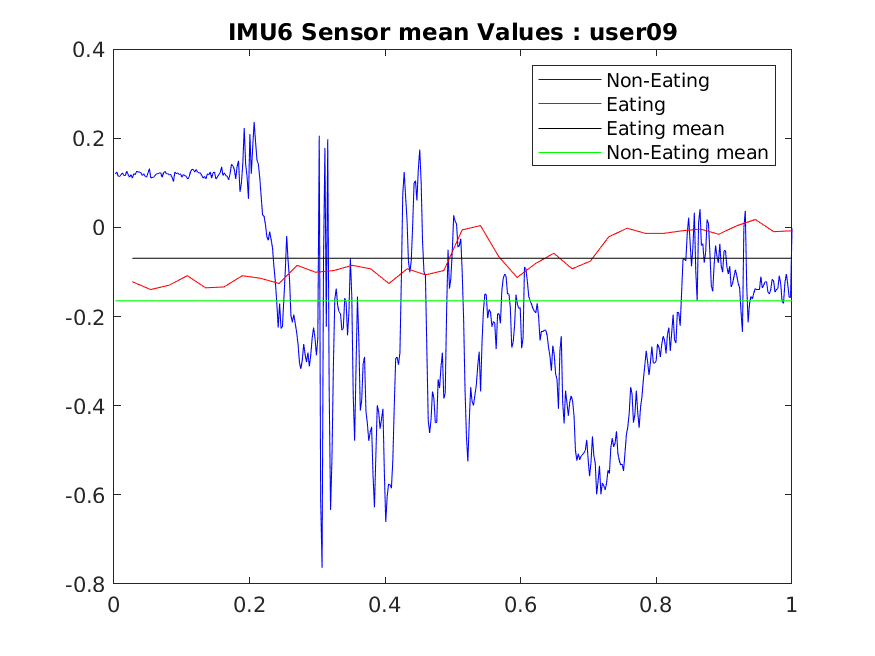 IMU6 Sensor mean Values : user09
Non-Eating
Eating
Eating mean
Non-Eating mean
0.4
0.2
0
-0.2
-0.4
-0.6
-0.8
0 0.2 0.4 0.6 0.8 1